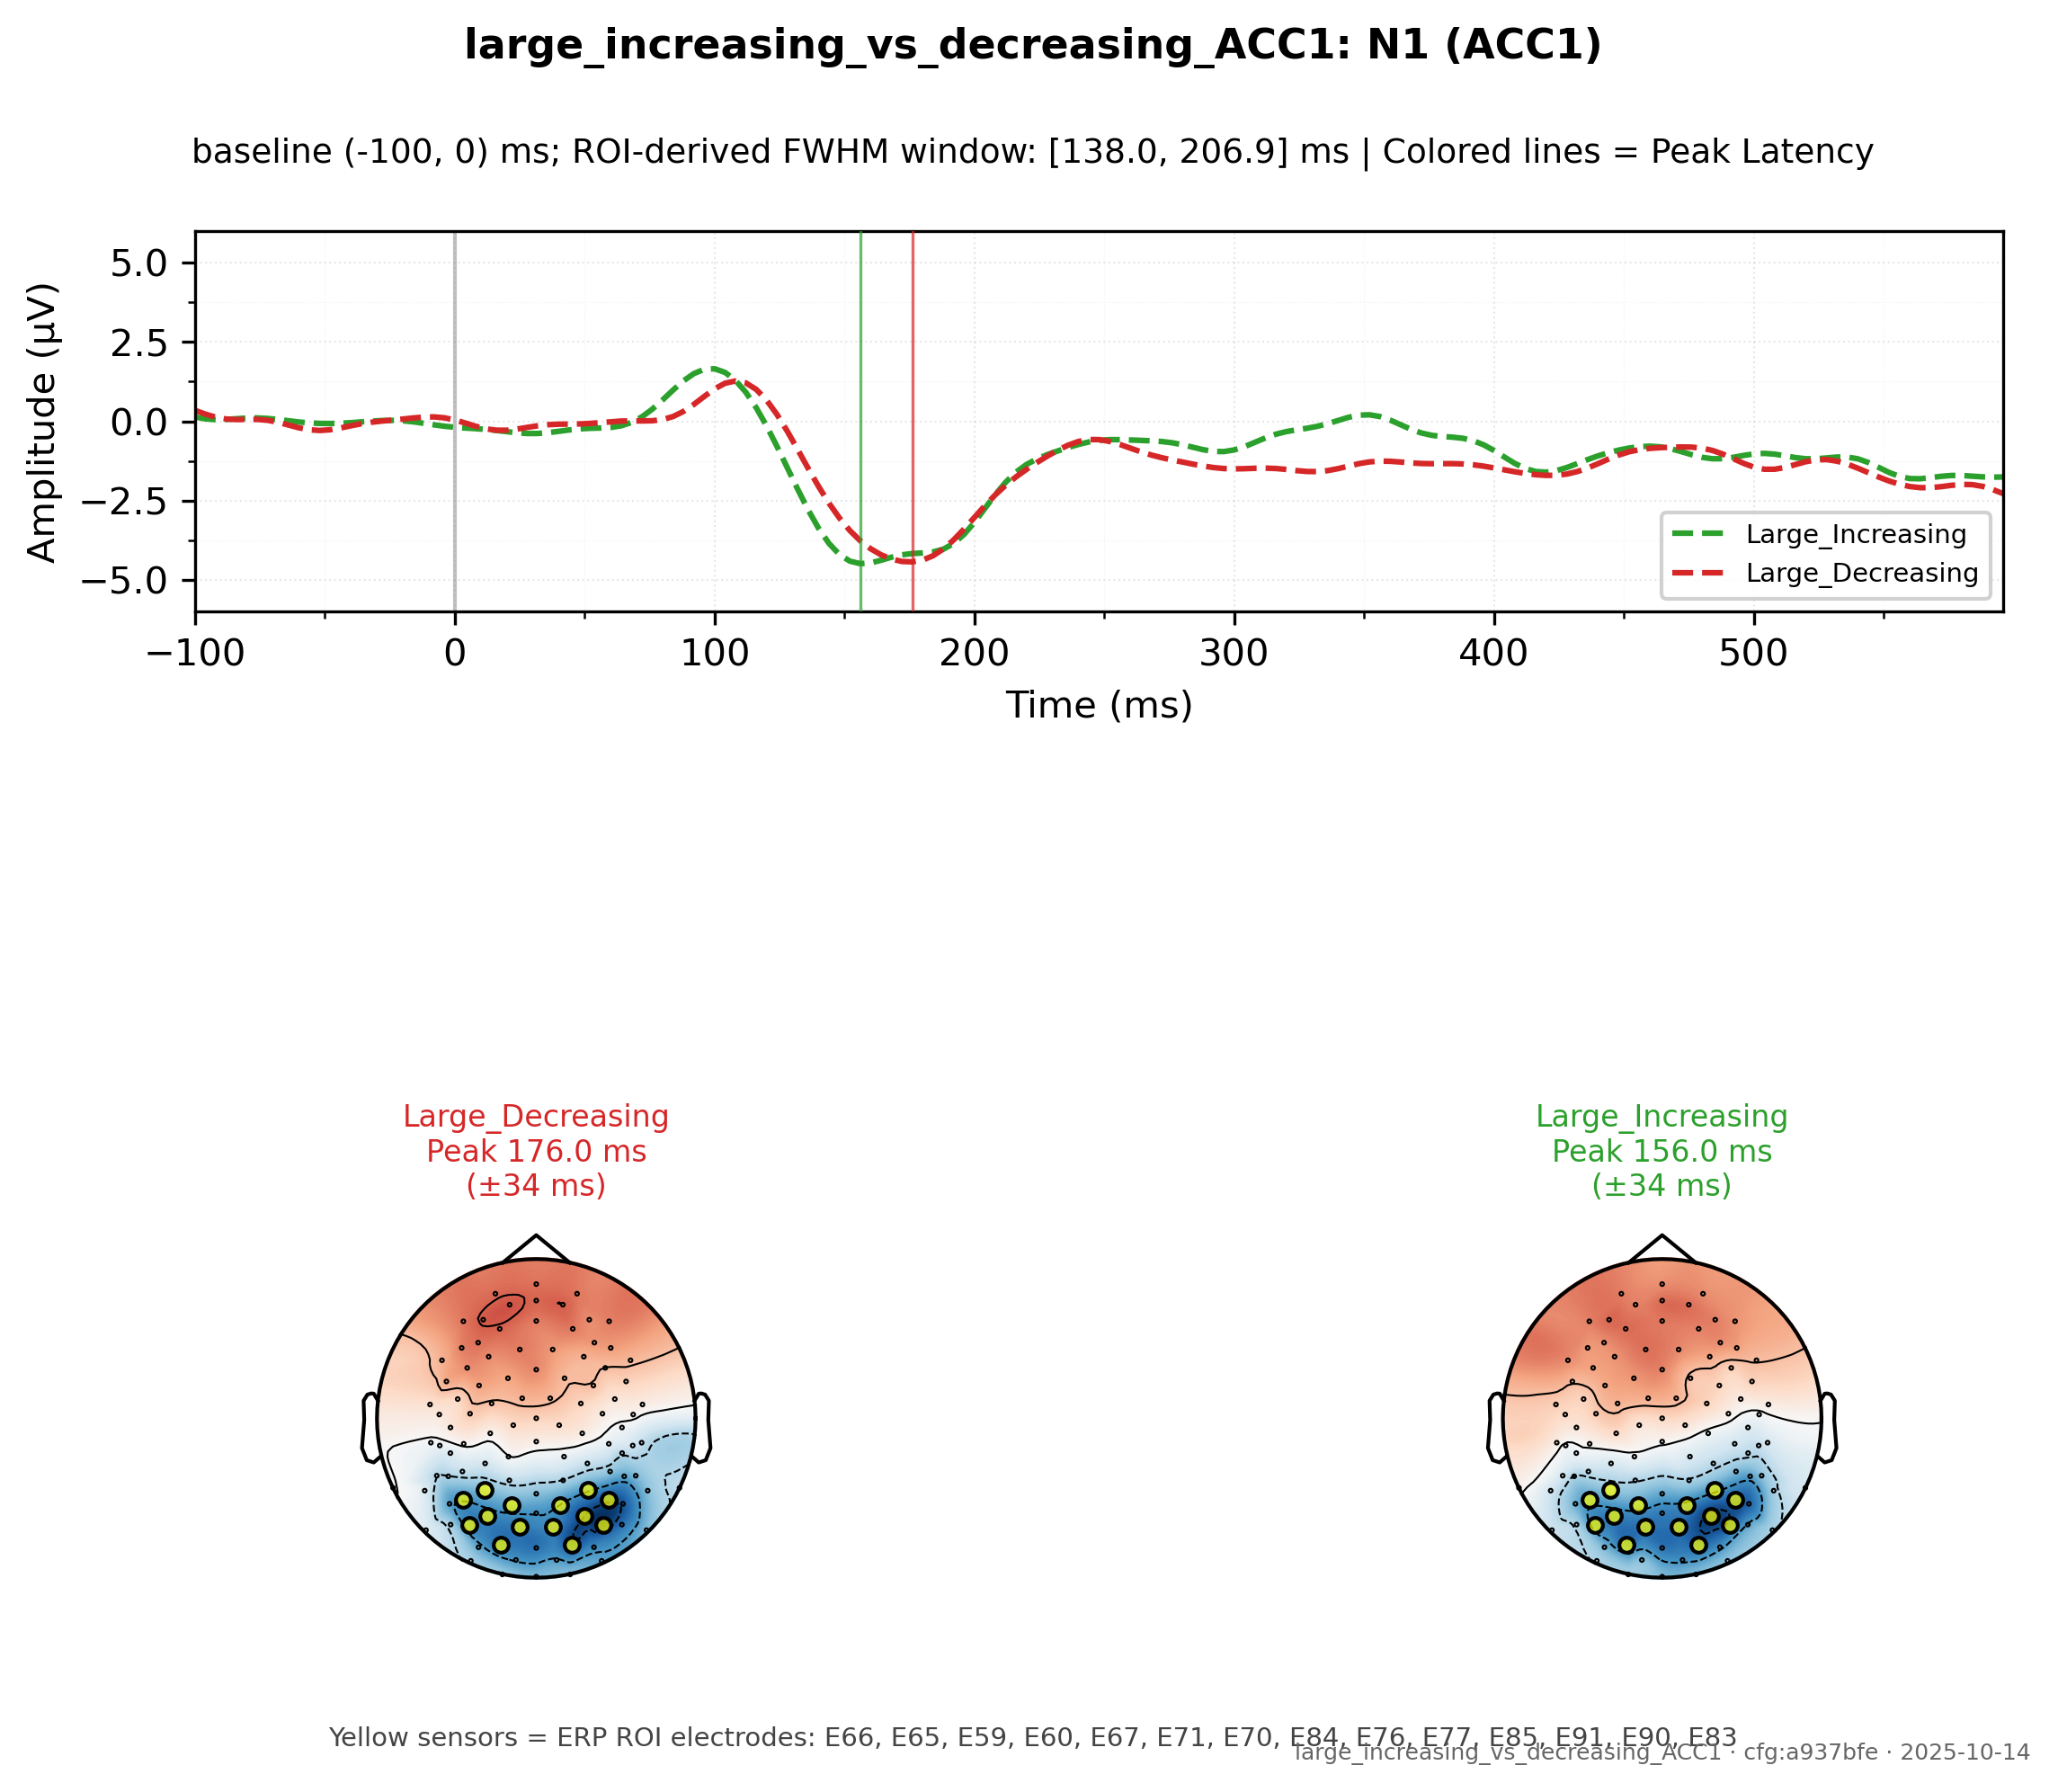 large_increasing_vs_decreasing_ACC1: N1 (ACC1)
baseline (-100, 0) ms; ROI-derived FWHM window: [138.0, 206.9] ms | Colored lines = Peak Latency
Amplitude (µV)
5.0
2.5
0.0
−2.5
−5.0
Large_Increasing
Large_Decreasing
−100
0
100
200
300
400
500
Time (ms)
Large_Decreasing
Peak 176.0 ms
(±34 ms)
Large_Increasing
Peak 156.0 ms
(±34 ms)
Yellow sensors = ERP ROI electrodes: E66, E65, E59, E60, E67, E71, E70, E84, E76, E77, E85, E91, E90, E83
large_increasing_vs_decreasing_ACC1 · cfg:a937bfe · 2025-10-14